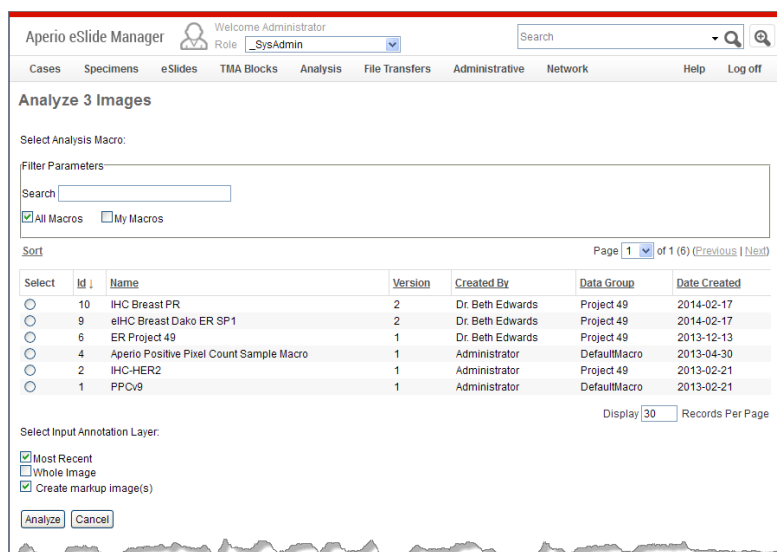 Aperio eSlide Manager
Welcome Administrator
Role _SysAdmin
Search
Cases Specimens eSlides TMA Blocks Analysis File Transfers Administrative Network Help Log off
Analyze 3 Images
Select Analysis Macro:
Filter Parameters
Search
All Macros My Macros
Sort Page 1 of 1 (6) (Previous | Next)
Select Id ↓ Name Version Created By Data Group Date Created
10 IHC Breast PR 2 Dr. Beth Edwards Project 49 2014-02-17
9 eIHC Breast Dako ER SP1 2 Dr. Beth Edwards Project 49 2014-02-17
6 ER Project 49 1 Dr. Beth Edwards Project 49 2013-12-13
4 Aperio Positive Pixel Count Sample Macro 1 Administrator DefaultMacro 2013-04-30
2 IHC-HER2 1 Administrator Project 49 2013-02-21
1 PPCv9 1 Administrator DefaultMacro 2013-02-21
Display 30 Records Per Page
Select Input Annotation Layer:
Most Recent
Whole Image
Create markup image(s)
Analyze Cancel